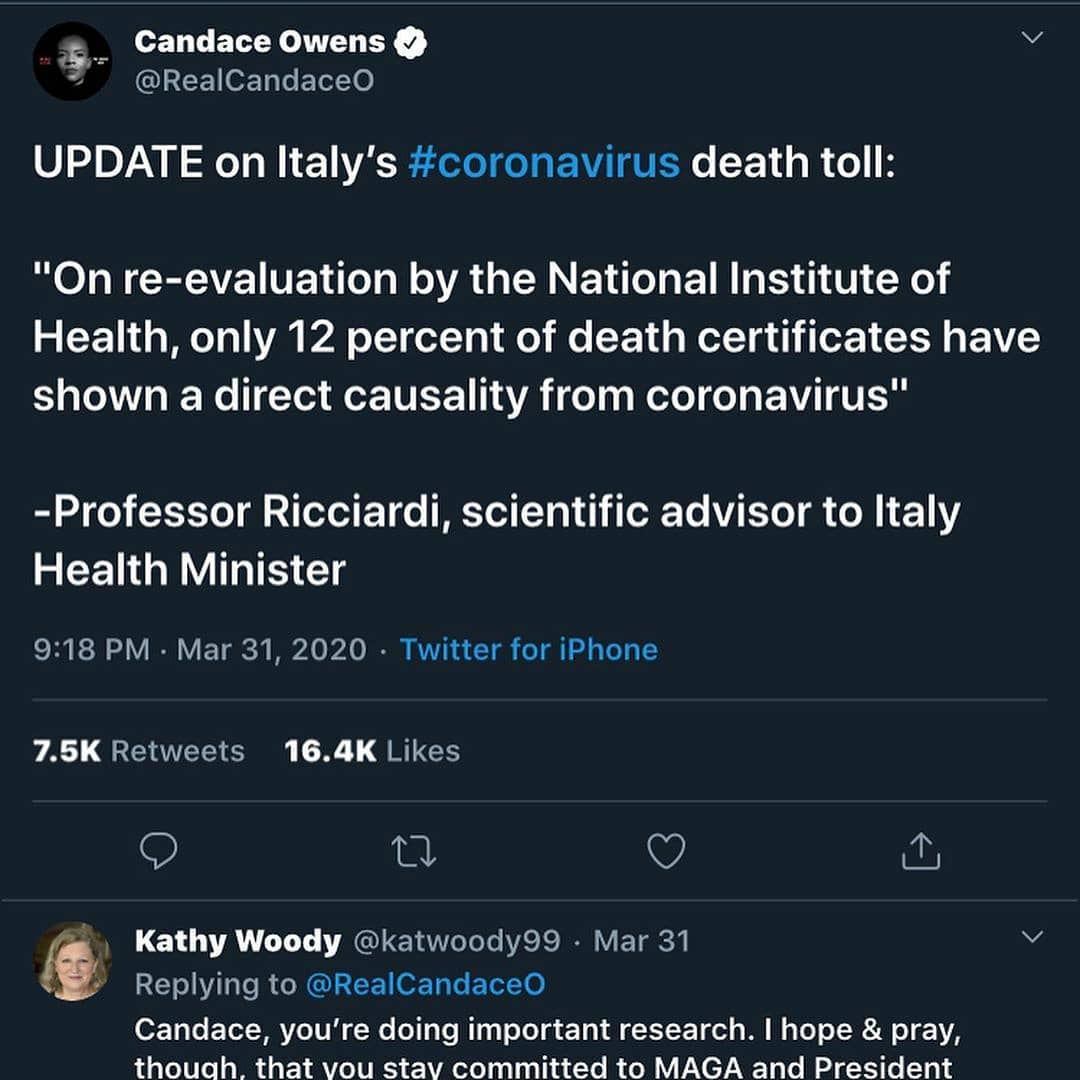 Candace Owens
@RealCandaceO
UPDATE on Italy's #coronavirus death toll:
"On re-evaluation by the National Institute of
Health, only 12 percent of death certificates have
shown a direct causality from coronavirus"
-Professor Ricciardi, scientific advisor to Italy
Health Minister
9:18 PM · Mar 31, 2020 · Twitter for iPhone
7.5K Retweets 16.4K Likes
Kathy Woody @katwoody99 · Mar 31
Replying to @RealCandaceO
Candace, you're doing important research. I hope & pray,
though, that you stay committed to MAGA and President